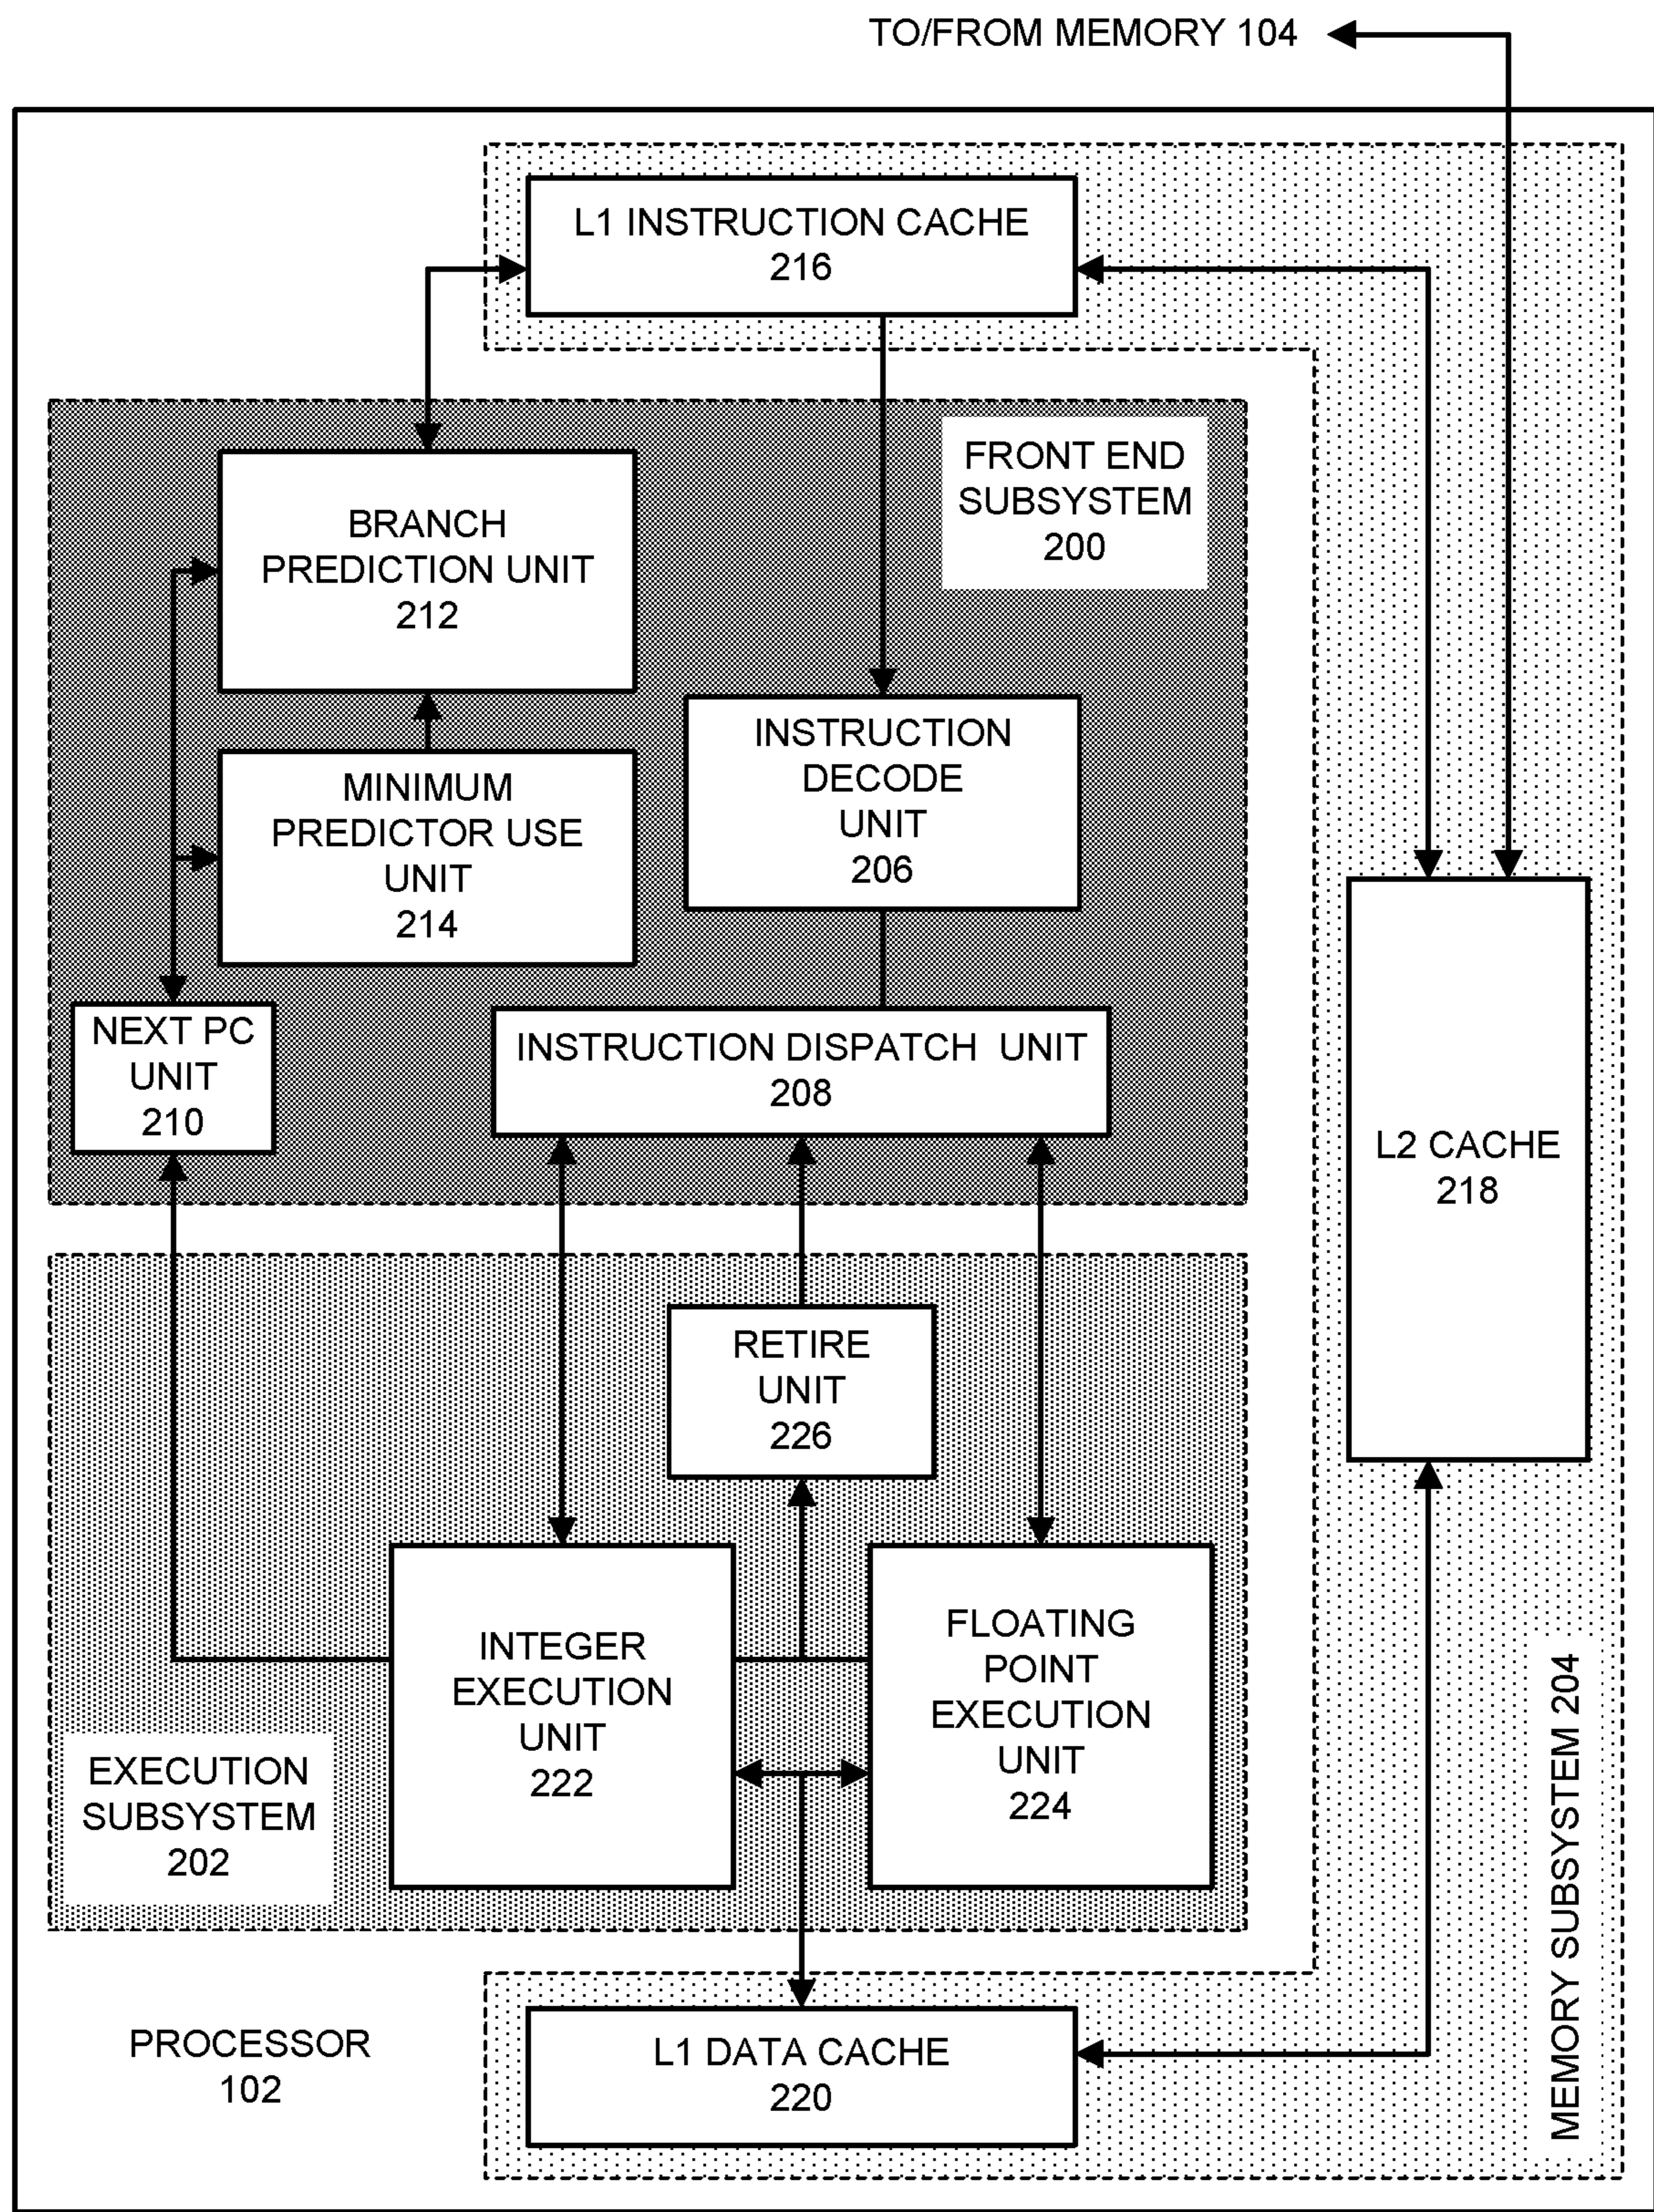 TO/FROM MEMORY 104
L1 INSTRUCTION CACHE
216
FRONT END
SUBSYSTEM
200
BRANCH
PREDICTION UNIT
212
INSTRUCTION
DECODE
UNIT
206
MINIMUM
PREDICTOR USE
UNIT
214
NEXT PC
UNIT
210
INSTRUCTION DISPATCH UNIT
208
L2 CACHE
218
RETIRE
UNIT
226
INTEGER
EXECUTION
UNIT
222
FLOATING
POINT
EXECUTION
UNIT
224
EXECUTION
SUBSYSTEM
202
MEMORY SUBSYSTEM 204
L1 DATA CACHE
220
PROCESSOR
102